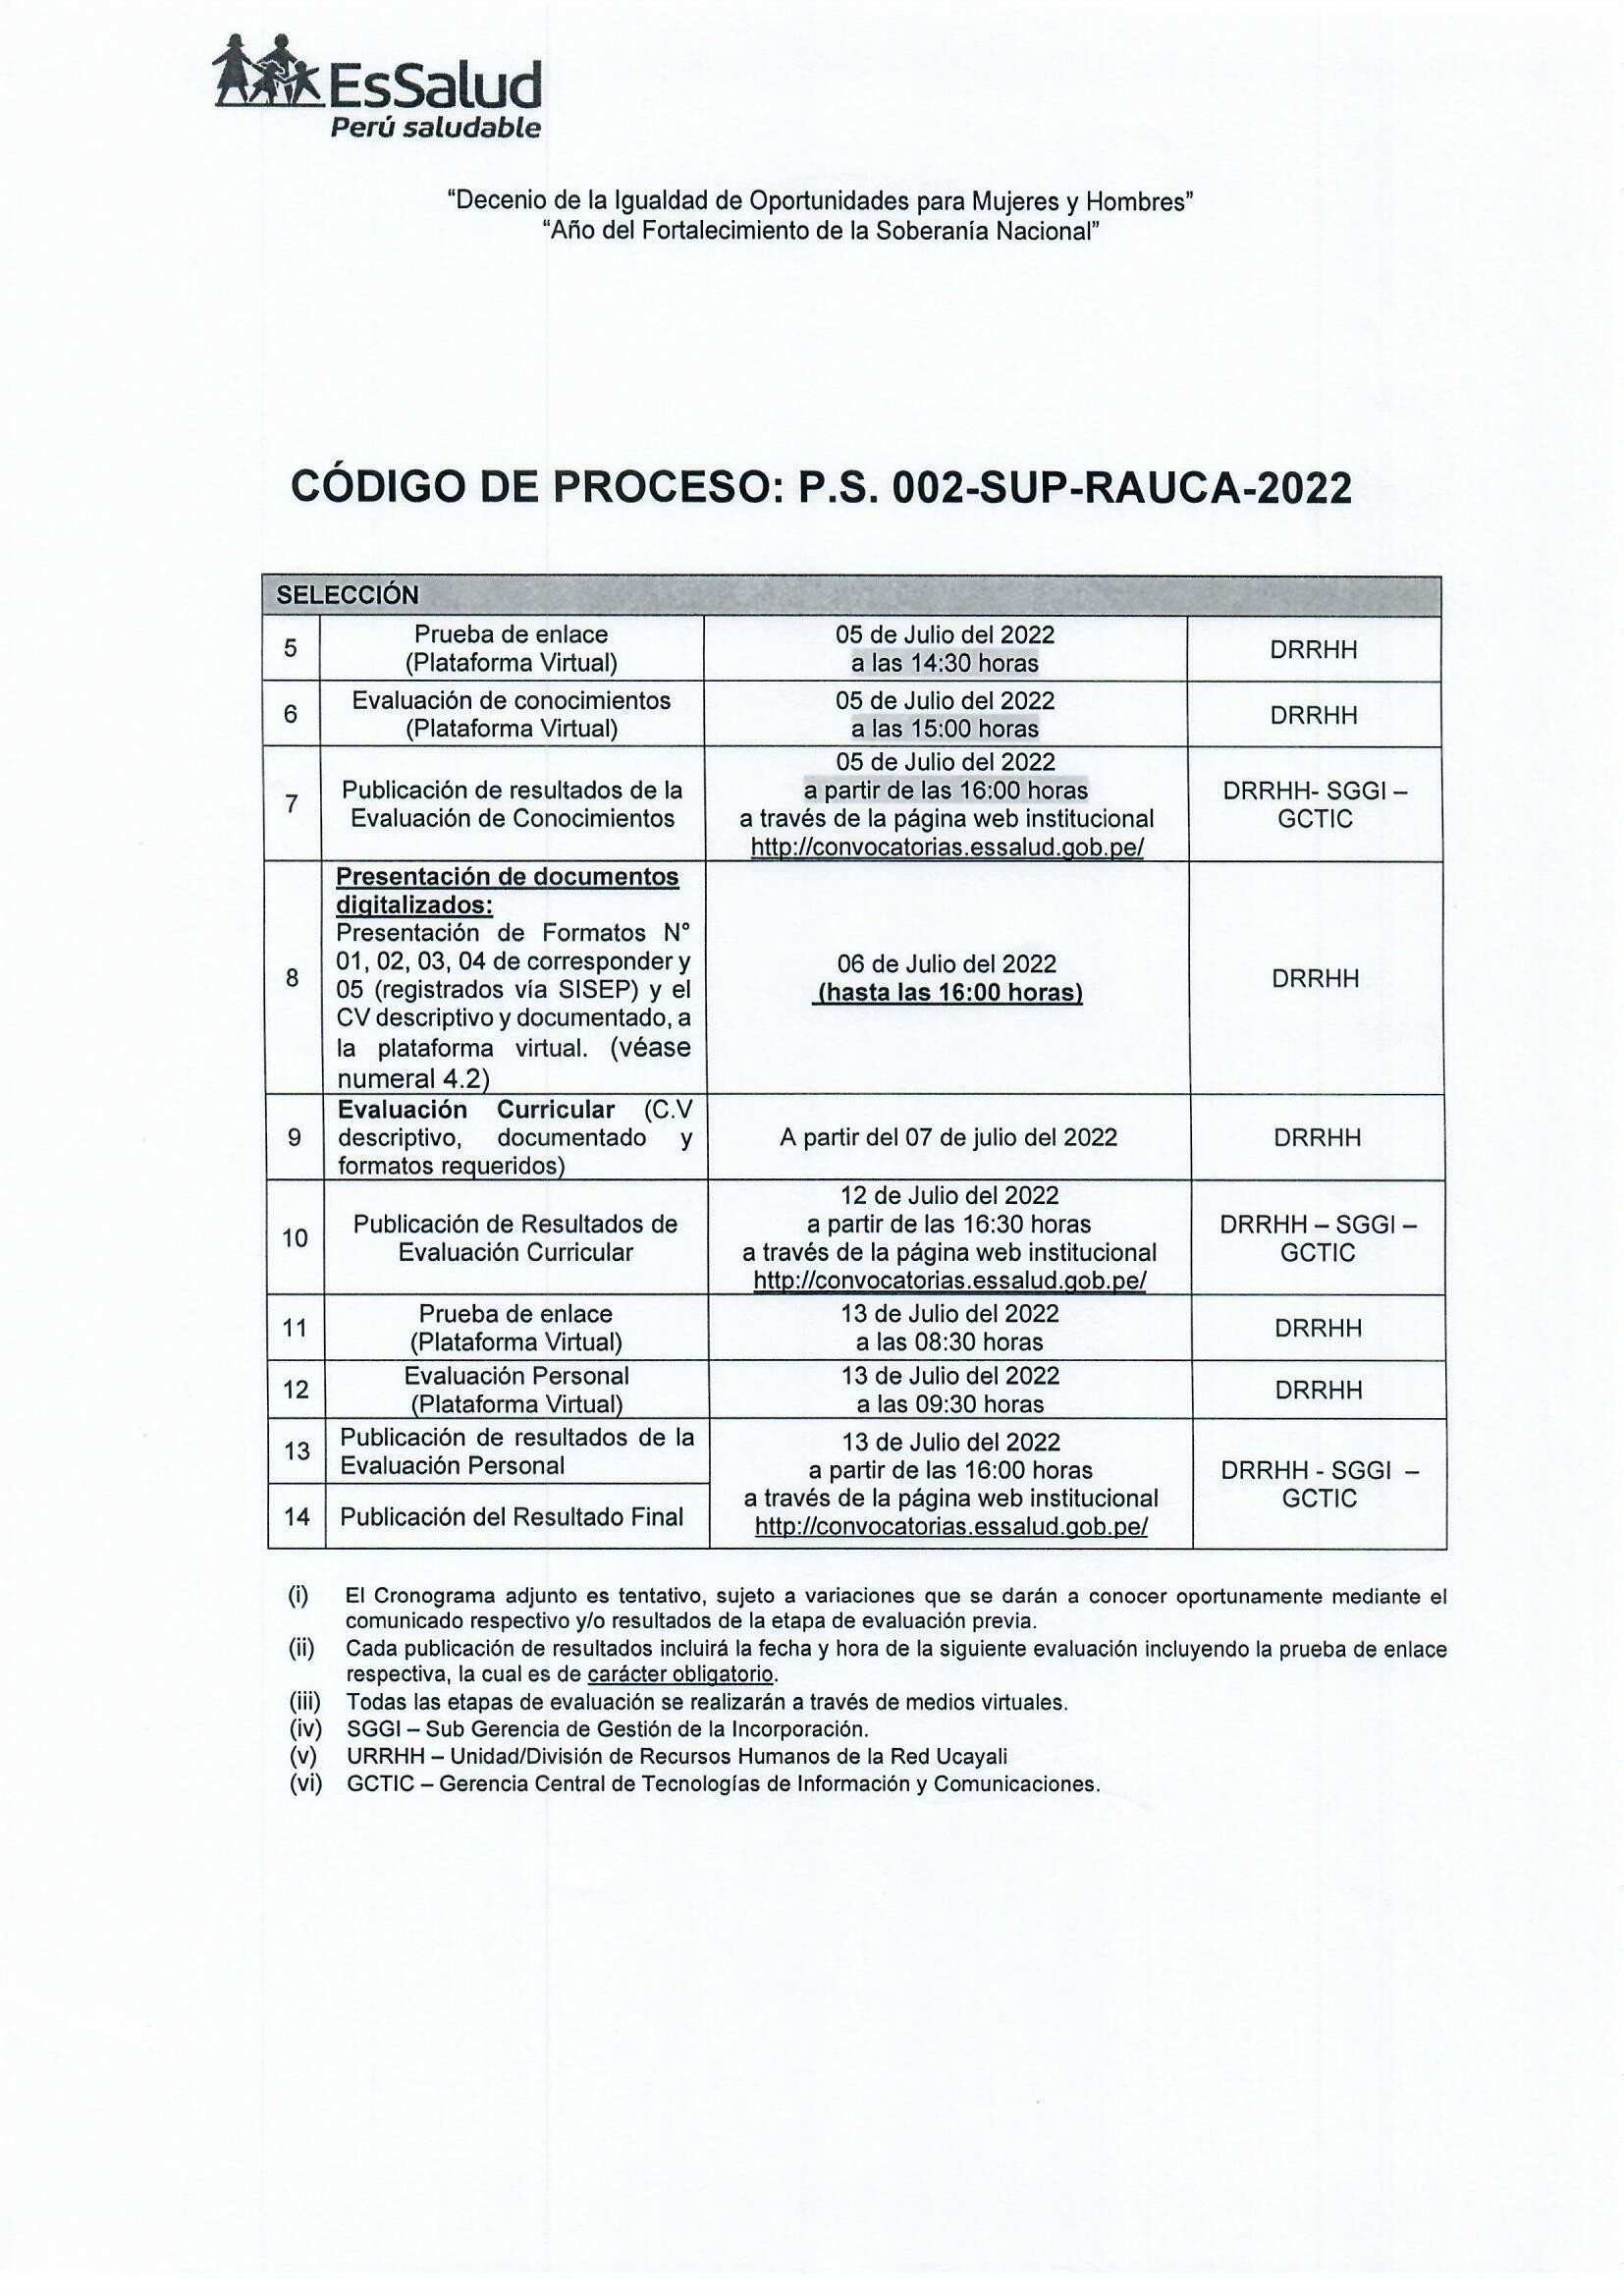 EsSalud
Perú saludable
“Decenio de la Igualdad de Oportunidades para Mujeres y Hombres”
“Año del Fortalecimiento de la Soberanía Nacional”
CÓDIGO DE PROCESO: P.S. 002-SUP-RAUCA-2022
SELECCIÓN
5
Prueba de enlace
(Plataforma Virtual)
05 de Julio del 2022
a las 14:30 horas
DRRHH
6
Evaluación de conocimientos
(Plataforma Virtual)
05 de Julio del 2022
a las 15:00 horas
DRRHH
7
Publicación de resultados de la
Evaluación de Conocimientos
05 de Julio del 2022
a partir de las 16:00 horas
a través de la página web institucional
http://convocatorias.essalud.gob.pe/
DRRHH- SGGI –
GCTIC
8
Presentación de documentos
digitalizados:
Presentación de Formatos N°
01, 02, 03, 04 de corresponder y
05 (registrados vía SISEP) y el
CV descriptivo y documentado, a
la plataforma virtual. (véase
numeral 4.2)
06 de Julio del 2022
(hasta las 16:00 horas)
DRRHH
9
Evaluación Curricular (C.V
descriptivo, documentado y
formatos requeridos)
A partir del 07 de julio del 2022
DRRHH
10
Publicación de Resultados de
Evaluación Curricular
12 de Julio del 2022
a partir de las 16:30 horas
a través de la página web institucional
http://convocatorias.essalud.gob.pe/
DRRHH – SGGI –
GCTIC
11
Prueba de enlace
(Plataforma Virtual)
13 de Julio del 2022
a las 08:30 horas
DRRHH
12
Evaluación Personal
(Plataforma Virtual)
13 de Julio del 2022
a las 09:30 horas
DRRHH
13
Publicación de resultados de la
Evaluación Personal
13 de Julio del 2022
a partir de las 16:00 horas
a través de la página web institucional
http://convocatorias.essalud.gob.pe/
DRRHH - SGGI –
GCTIC
14
Publicación del Resultado Final
(i) El Cronograma adjunto es tentativo, sujeto a variaciones que se darán a conocer oportunamente mediante el
comunicado respectivo y/o resultados de la etapa de evaluación previa.
(ii) Cada publicación de resultados incluirá la fecha y hora de la siguiente evaluación incluyendo la prueba de enlace
respectiva, la cual es de carácter obligatorio.
(iii) Todas las etapas de evaluación se realizarán a través de medios virtuales.
(iv) SGGI – Sub Gerencia de Gestión de la Incorporación.
(v) URRHH – Unidad/División de Recursos Humanos de la Red Ucayali
(vi) GCTIC – Gerencia Central de Tecnologías de Información y Comunicaciones.